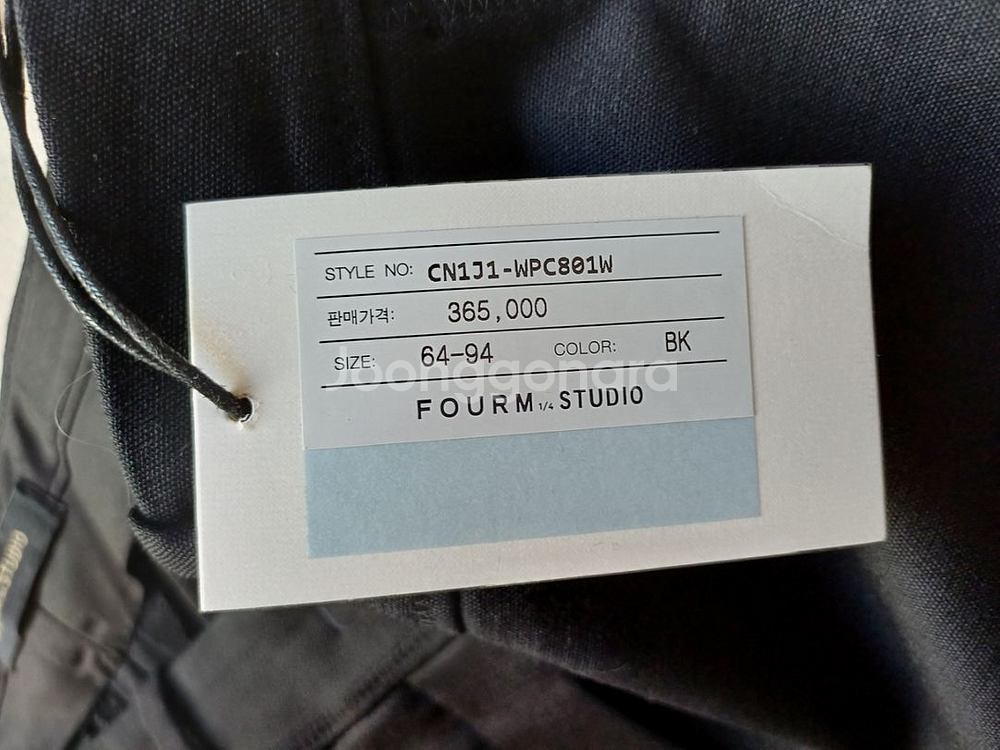 STYLE NO: CN1J1-WPC801W
판매가격: 365,000
SIZE: 64-94 COLOR: BK
Joonggonara
FOURM 1/4 STUDIO